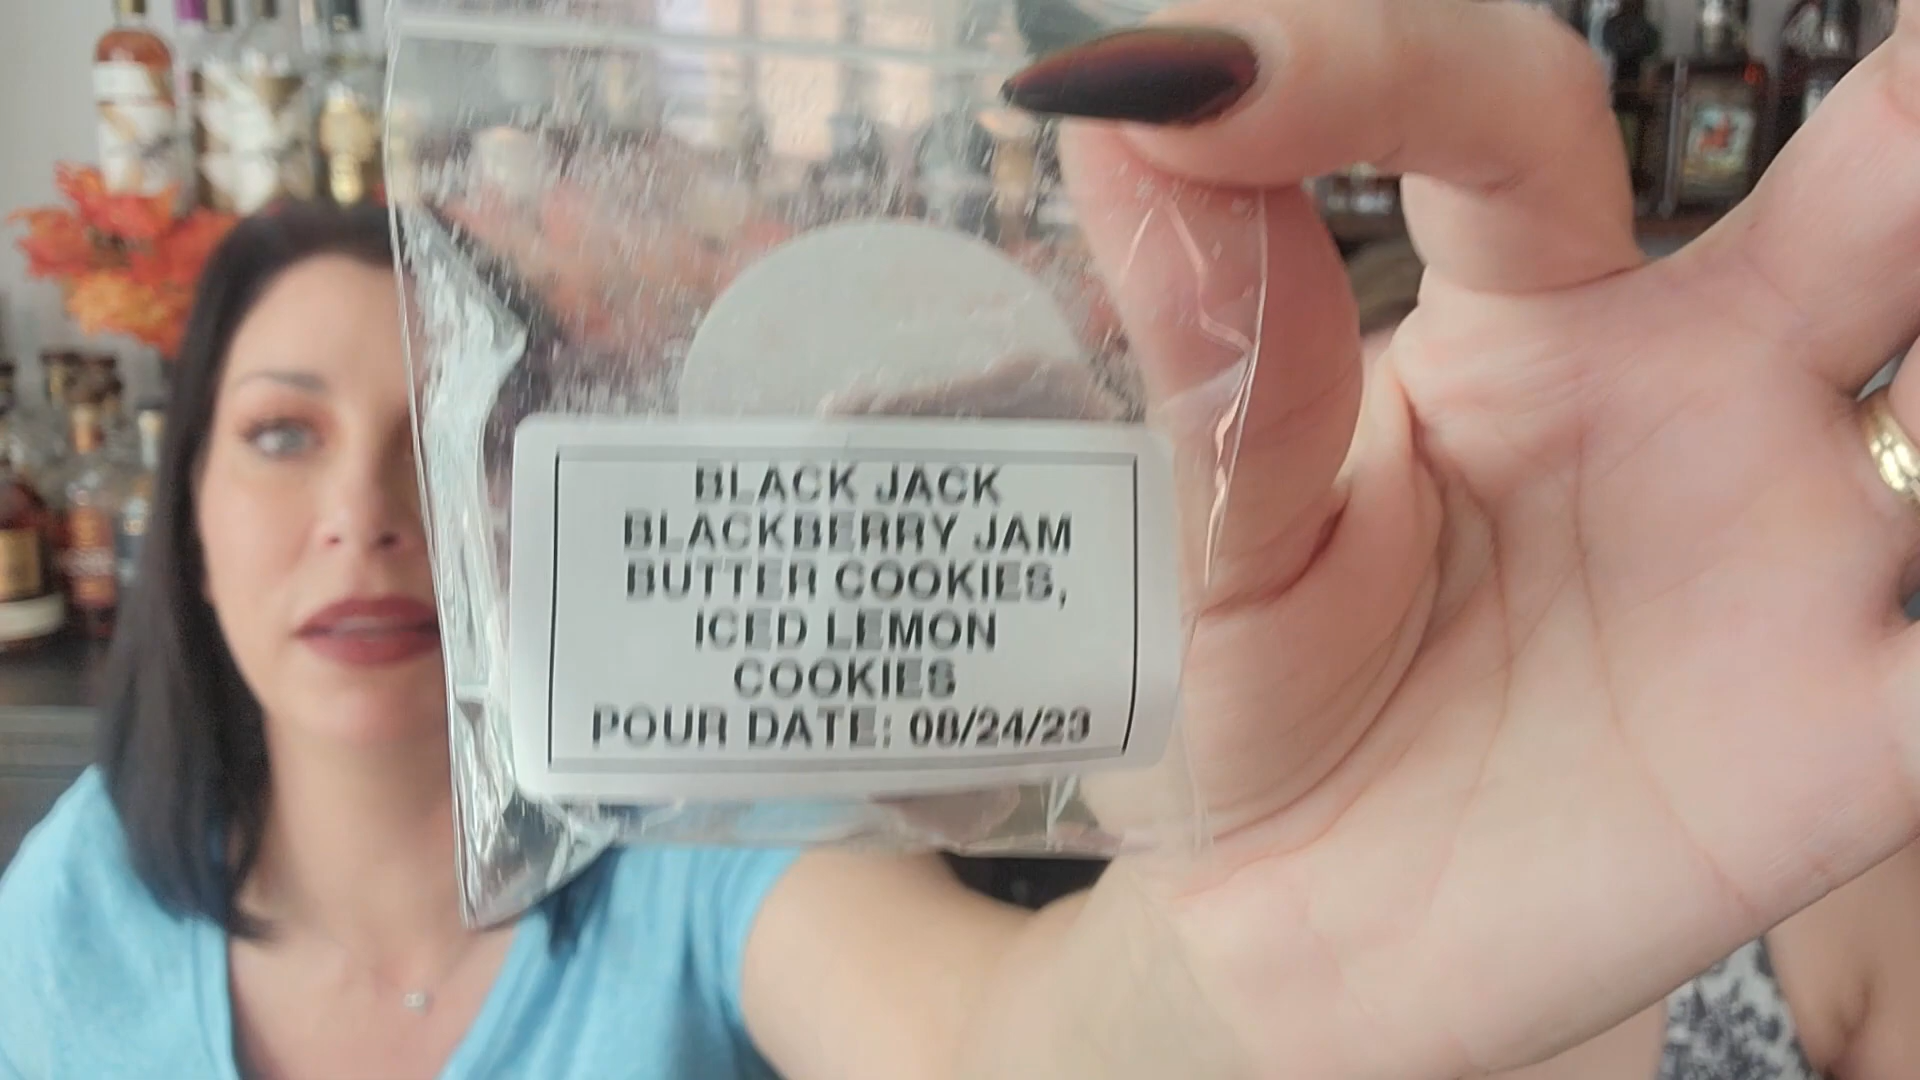 BLACK JACK
BLACKBERRY JAM
BUTTER COOKIES,
ICED LEMON
COOKIES
POUR DATE: 08/24/23